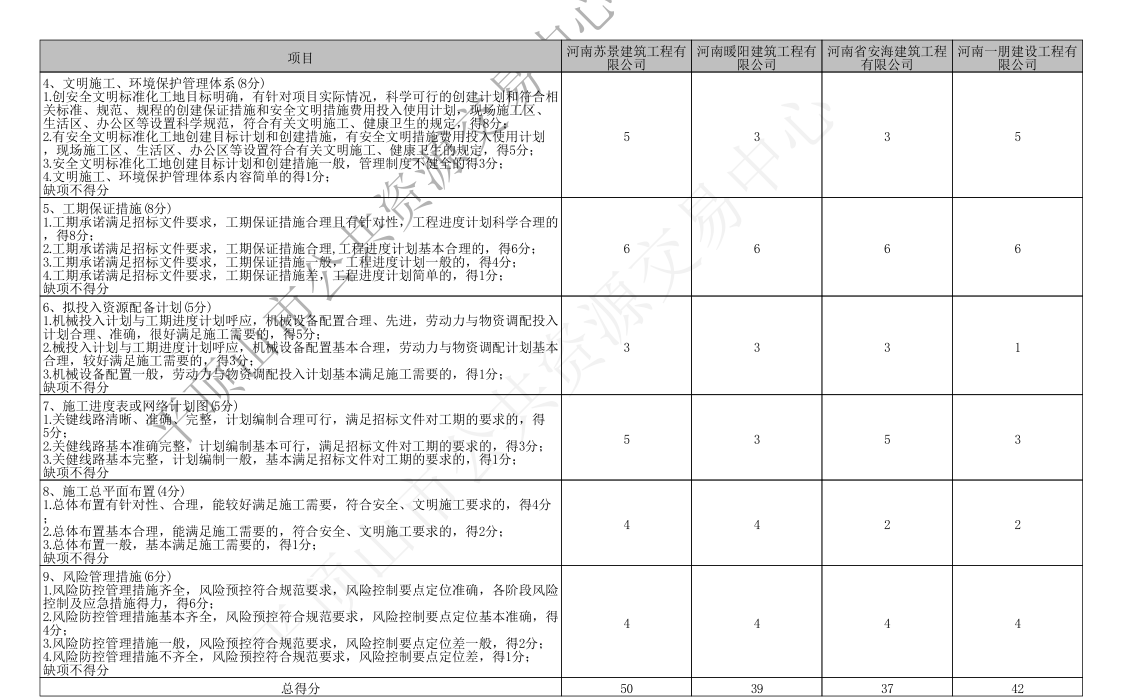 项目
河南苏景建筑工程有
限公司
河南暖阳建筑工程有
限公司
河南省安海建筑工程
有限公司
河南一朋建设工程有
限公司
4、文明施工、环境保护管理体系(8分)
1.创安全文明标准化工地目标明确，有针对项目实际情况，科学可行的创建计划和符合相
关标准、规范、规程的创建保证措施和安全文明措施费用投入使用计划，现场施工区、
生活区、办公区等设置科学规范，符合有关文明施工、健康卫生的规定，得8分；
2.有安全文明标准化工地创建目标计划和创建措施，有安全文明措施费用投入使用计划
，现场施工区、生活区、办公区等设置符合有关文明施工、健康卫生的规定，得5分；
3.安全文明标准化工地创建目标计划和创建措施一般，管理制度不健全的得3分；
4.文明施工、环境保护管理体系内容简单的得1分；
缺项不得分
5 3 3 5
5、工期保证措施(8分)
1.工期承诺满足招标文件要求，工期保证措施合理且有针对性，工程进度计划科学合理的
，得8分；
2.工期承诺满足招标文件要求，工期保证措施合理,工程进度计划基本合理的，得6分；
3.工期承诺满足招标文件要求，工期保证措施一般，工程进度计划一般的，得4分；
4.工期承诺满足招标文件要求，工期保证措施差，工程进度计划简单的，得1分；
缺项不得分
6 6 6 6
6、拟投入资源配备计划(5分)
1.机械投入计划与工期进度计划呼应，机械设备配置合理、先进，劳动力与物资调配投入
计划合理、准确，很好满足施工需要的，得5分；
2.械投入计划与工期进度计划呼应，机械设备配置基本合理，劳动力与物资调配计划基本
合理，较好满足施工需要的，得3分；
3.机械设备配置一般，劳动力与物资调配投入计划基本满足施工需要的，得1分；
缺项不得分
3 3 3 1
7、施工进度表或网络计划图(5分)
1.关键线路清晰、准确、完整，计划编制合理可行，满足招标文件对工期的要求的，得
5分；
2.关健线路基本准确完整，计划编制基本可行，满足招标文件对工期的要求的，得3分；
3.关健线路基本完整，计划编制一般，基本满足招标文件对工期的要求的，得1分；
缺项不得分
5 3 5 3
8、施工总平面布置(4分)
1.总体布置有针对性、合理，能较好满足施工需要，符合安全、文明施工要求的，得4分
；
2.总体布置基本合理，能满足施工需要的，符合安全、文明施工要求的，得2分；
3.总体布置一般，基本满足施工需要的，得1分；
缺项不得分
4 4 2 2
9、风险管理措施(6分)
1.风险防控管理措施齐全，风险预控符合规范要求，风险控制要点定位准确，各阶段风险
控制及应急措施得力，得6分；
2.风险防控管理措施基本齐全，风险预控符合规范要求，风险控制要点定位基本准确，得
4分；
3.风险防控管理措施一般，风险预控符合规范要求，风险控制要点定位差一般，得2分；
4.风险防控管理措施不齐全，风险预控符合规范要求，风险控制要点定位差，得1分；
缺项不得分
4 4 4 4
总得分 50 39 37 42
平顶山市公共资源交易中心
平顶山市公共资源交易中心